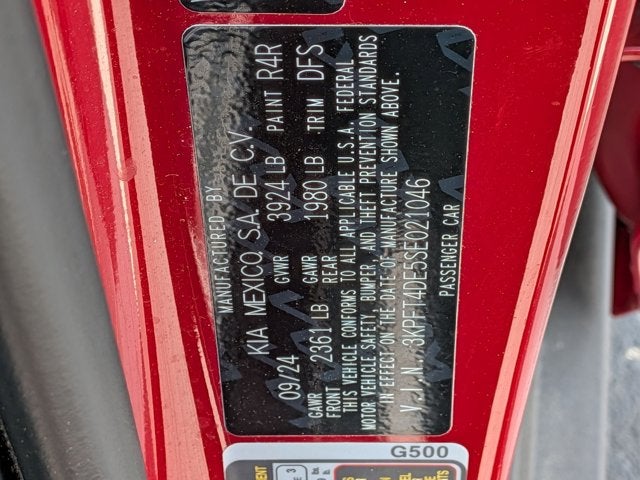 MANUFACTURED BY
KIA MEXICO, S.A. DE C.V.
09/24 GVWR 3924 LB PAINT R4R
GAWR FRONT 2361 LB GAWR REAR 1980 LB TRIM DFS
THIS VEHICLE CONFORMS TO ALL APPLICABLE U.S.A. FEDERAL
MOTOR VEHICLE SAFETY, BUMPER, AND THEFT PREVENTION STANDARDS
IN EFFECT ON THE DATE OF MANUFACTURE SHOWN ABOVE.
V.I.N. 3KPFT4DE5SE021046
PASSENGER CAR
G500